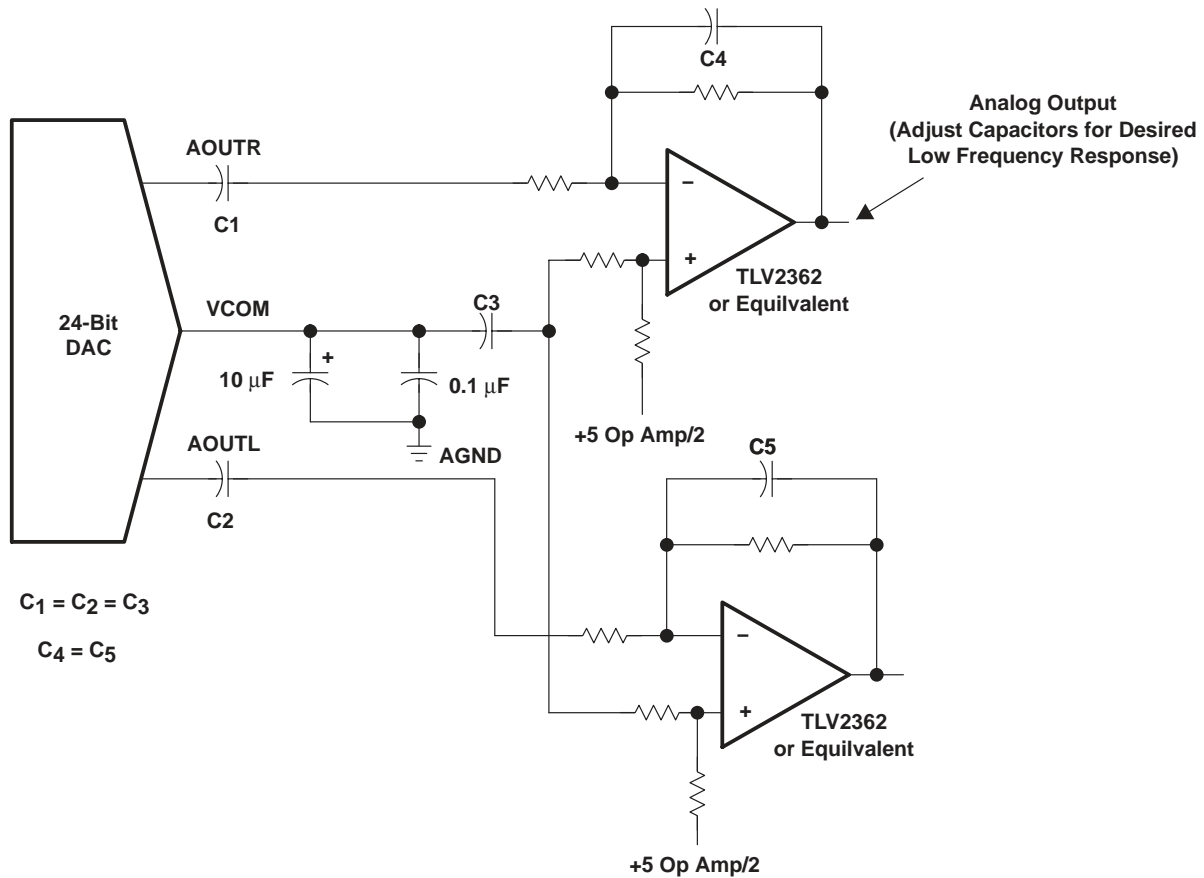 C4
Analog Output
(Adjust Capacitors for Desired
Low Frequency Response)
AOUTR
C1
–
+
TLV2362
or Equilvalent
24-Bit
DAC
VCOM
C3
+
10 μF
0.1 μF
+5 Op Amp/2
AOUTL
AGND
C2
C5
C1 = C2 = C3
C4 = C5
–
+
TLV2362
or Equilvalent
+5 Op Amp/2